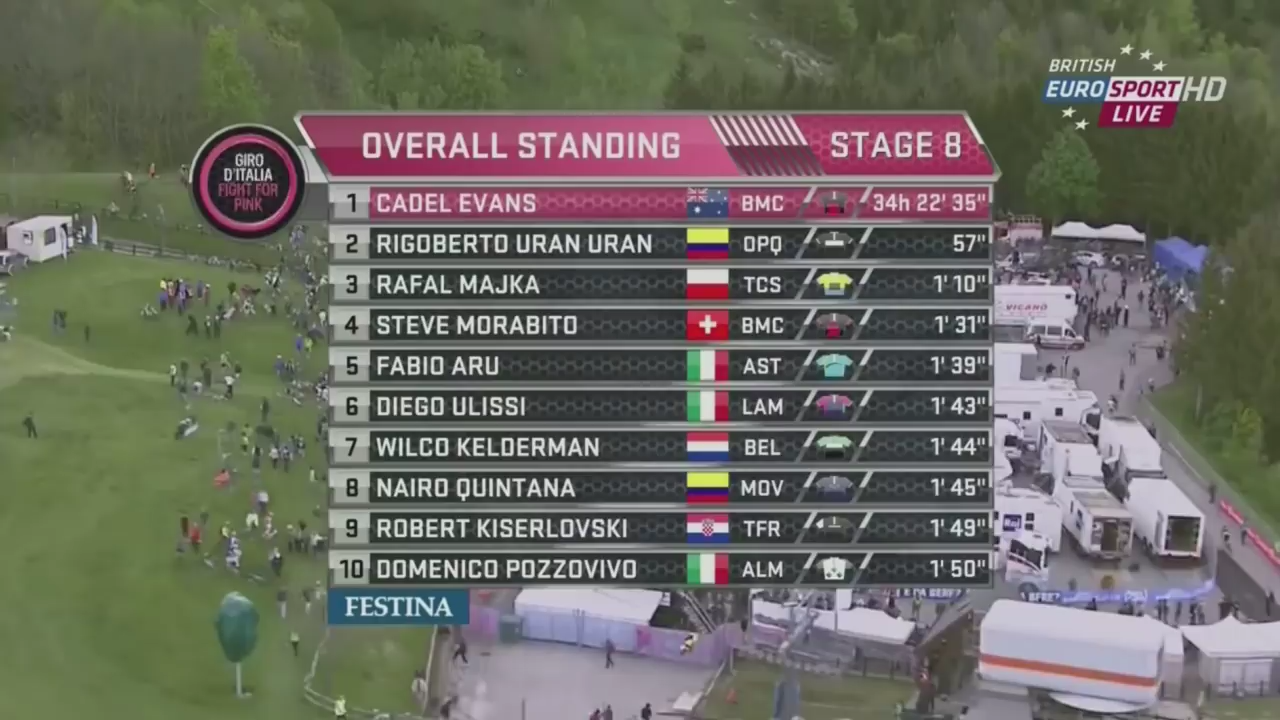 BRITISH
EUROSPORT HD
LIVE
OVERALL STANDING STAGE 8
GIRO
D'ITALIA
FIGHT FOR
PINK
1 CADEL EVANS BMC 34h 22' 35"
2 RIGOBERTO URAN URAN OPQ 57"
3 RAFAL MAJKA TCS 1' 10"
4 STEVE MORABITO BMC 1' 31"
5 FABIO ARU AST 1' 39"
6 DIEGO ULISSI LAM 1' 43"
7 WILCO KELDERMAN BEL 1' 44"
8 NAIRO QUINTANA MOV 1' 45"
9 ROBERT KISERLOVSKI TFR 1' 49"
10 DOMENICO POZZOVIVO ALM 1' 50"
FESTINA
VICANO
Rai